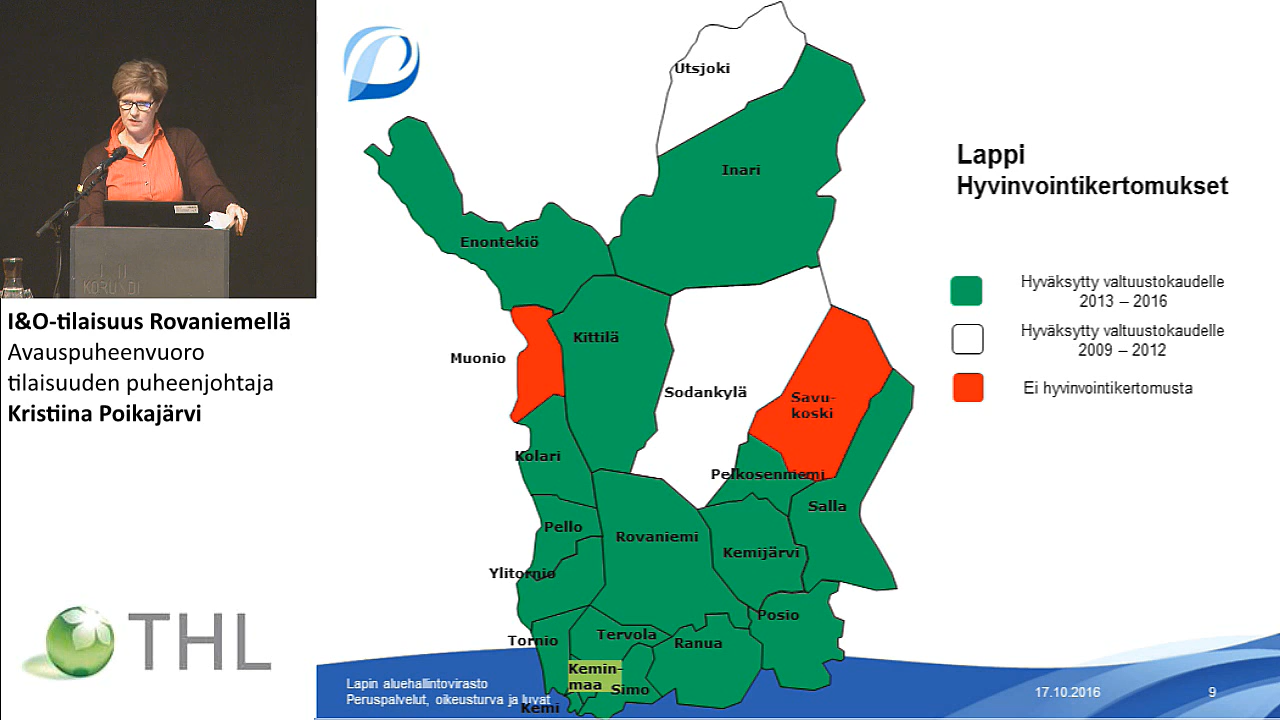 KORUNDI
I&O-tilaisuus Rovaniemellä
Avauspuheenvuoro
tilaisuuden puheenjohtaja
Kristiina Poikajärvi
THL
Lappi
Hyvinvointikertomukset
Hyväksytty valtuustokaudelle
2013 – 2016
Hyväksytty valtuustokaudelle
2009 – 2012
Ei hyvinvointikertomusta
Utsjoki
Inari
Enontekiö
Kittilä
Muonio
Sodankylä
Savu-
koski
Kolari
Pelkosenniemi
Salla
Pello
Rovaniemi
Kemijärvi
Ylitornio
Posio
Tornio
Tervola
Ranua
Kemin-
maa
Simo
Kemi
Lapin aluehallintovirasto
Peruspalvelut, oikeusturva ja luvat
17.10.2016
9